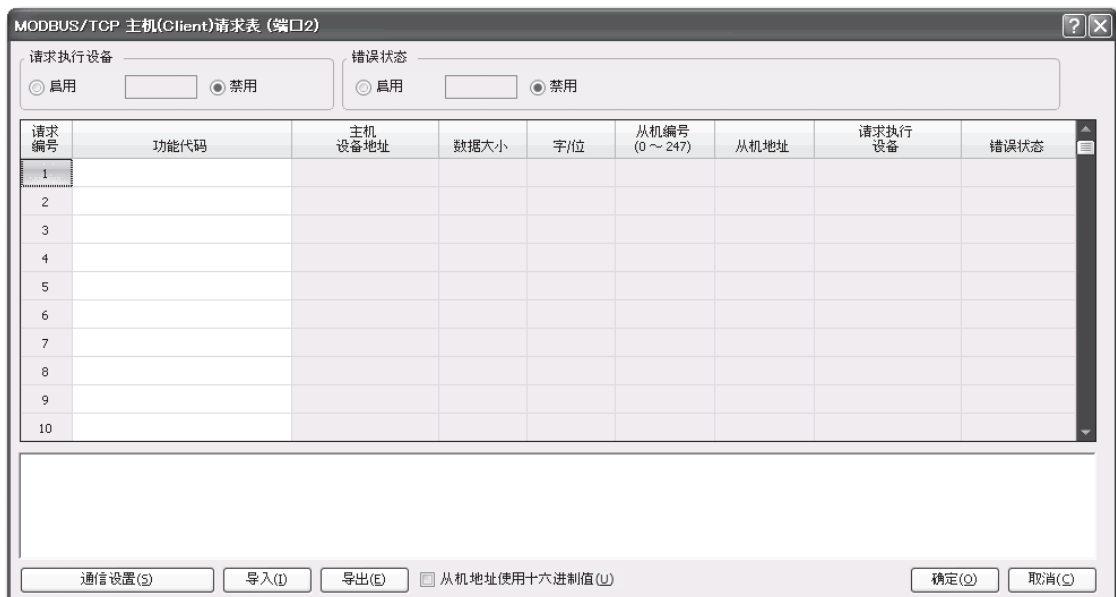 MODBUS/TCP 主机(Client)请求表 (端口2)
请求执行设备
错误状态
启用
禁用
启用
禁用
请求
编号
功能代码
主机
设备地址
数据大小
字/位
从机编号
(0 ～ 247)
从机地址
请求执行
设备
错误状态
1
2
3
4
5
6
7
8
9
10
通信设置(S)
导入(I)
导出(E)
从机地址使用十六进制值(U)
确定(O)
取消(C)